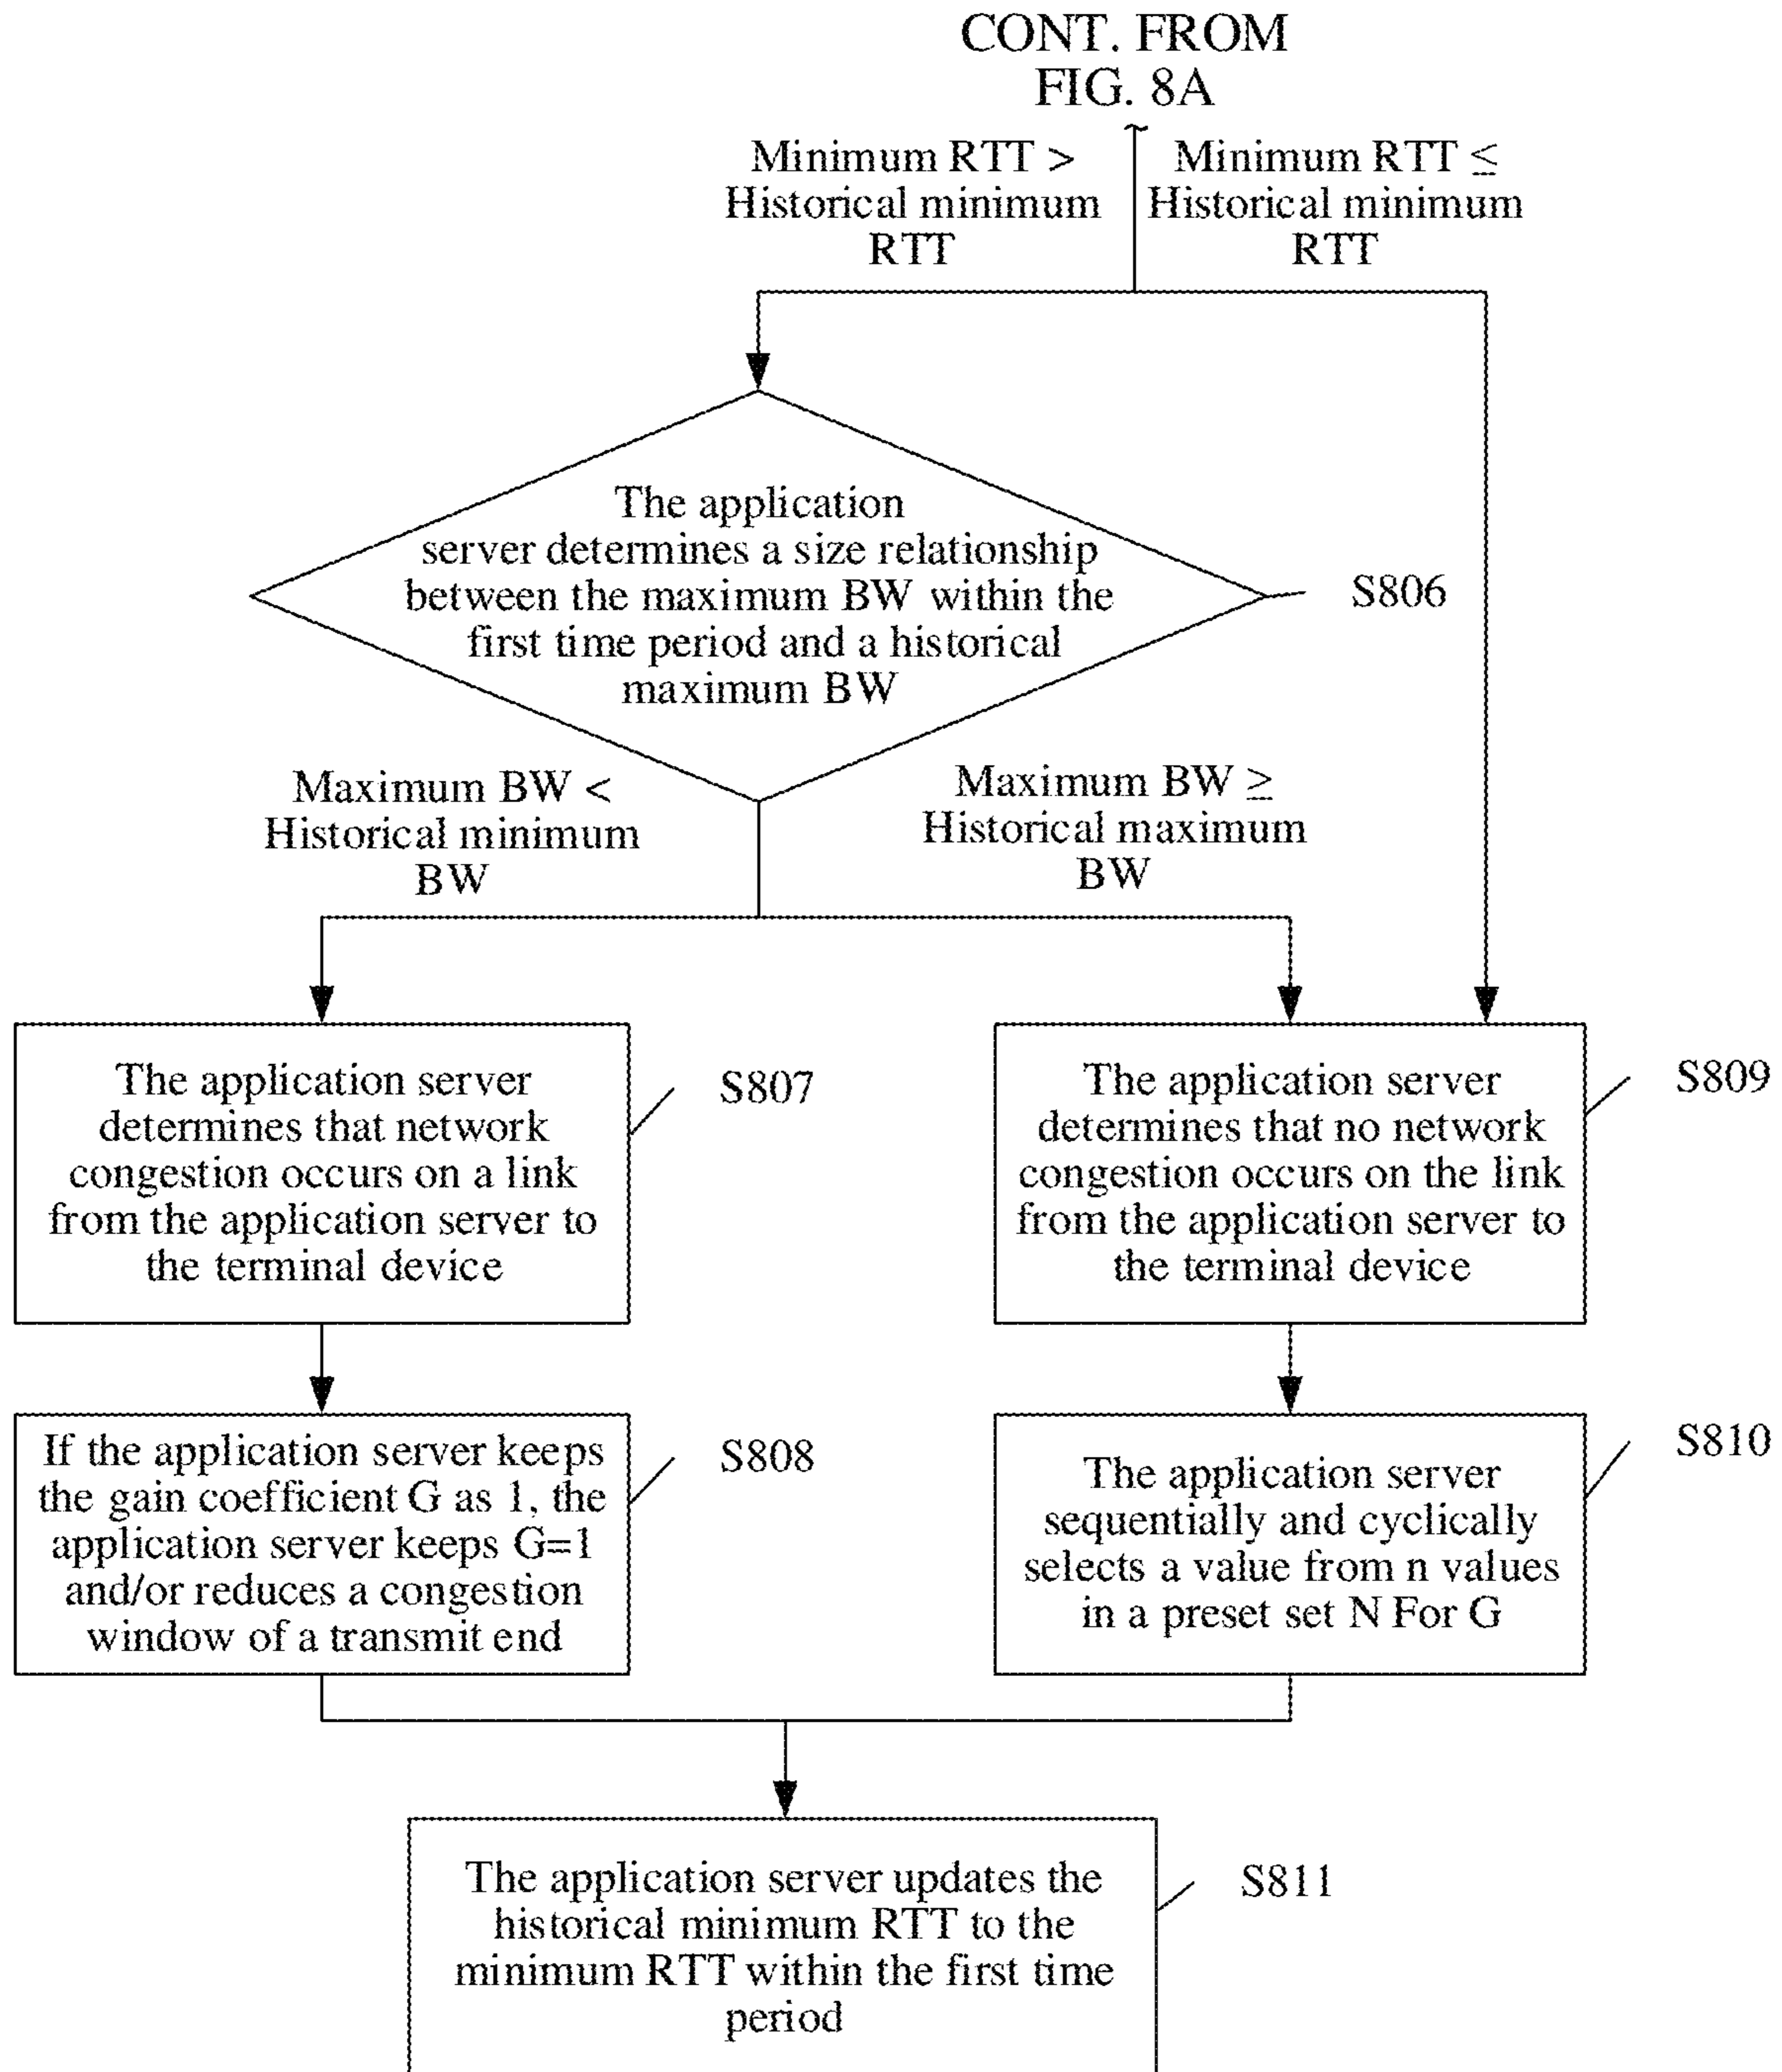 CONT. FROM
FIG. 8A
Minimum RTT >
Historical minimum
RTT
Minimum RTT ≤
Historical minimum
RTT
The application
server determines a size relationship
between the maximum BW within the
first time period and a historical
maximum BW
S806
Maximum BW <
Historical minimum
BW
Maximum BW ≥
Historical maximum
BW
The application server
determines that network
congestion occurs on a link
from the application server to
the terminal device
S807
The application server
determines that no network
congestion occurs on the link
from the application server to
the terminal device
S809
If the application server keeps
the gain coefficient G as 1, the
application server keeps G=1
and/or reduces a congestion
window of a transmit end
S808
The application server
sequentially and cyclically
selects a value from n values
in a preset set N For G
S810
The application server updates the
historical minimum RTT to the
minimum RTT within the first time
period
S811